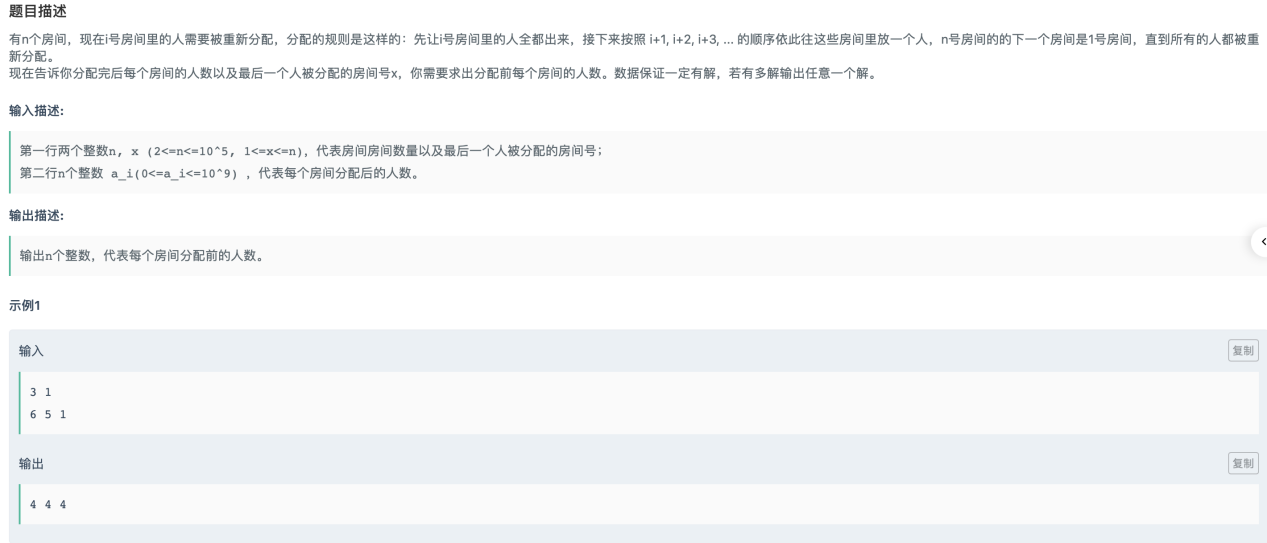 题目描述
有n个房间，现在i号房间里的人需要被重新分配，分配的规则是这样的：先让i号房间里的人全都出来，接下来按照 i+1, i+2, i+3, ... 的顺序依此往这些房间里放一个人，n号房间的的下一个房间是1号房间，直到所有的人都被重
新分配。
现在告诉你分配完后每个房间的人数以及最后一个人被分配的房间号x，你需要求出分配前每个房间的人数。数据保证一定有解，若有多解输出任意一个解。
输入描述:
第一行两个整数n, x (2<=n<=10^5, 1<=x<=n)，代表房间房间数量以及最后一个人被分配的房间号；
第二行n个整数 a_i(0<=a_i<=10^9) ，代表每个房间分配后的人数。
输出描述:
输出n个整数，代表每个房间分配前的人数。
示例1
输入
复制
3 1
6 5 1
输出
复制
4 4 4